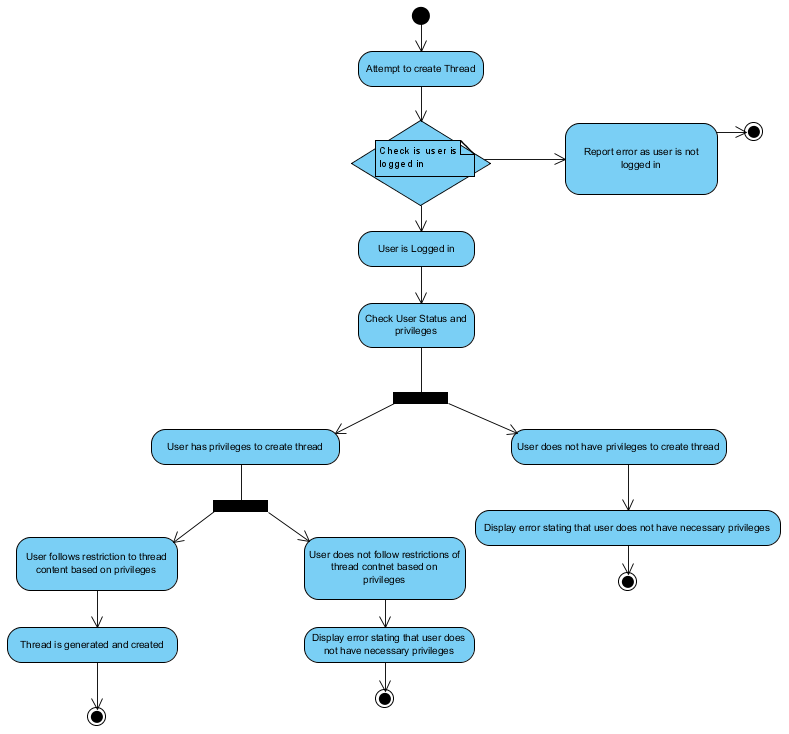 Attempt to create Thread
Check is user is
logged in
Report error as user is not
logged in
User is Logged in
Check User Status and
privileges
User has privileges to create thread
User does not have privileges to create thread
Display error stating that user does not have necessary privileges
User follows restriction to thread
content based on privileges
User does not follow restrictions of
thread contnet based on
privileges
Thread is generated and created
Display error stating that user does
not have necessary privileges